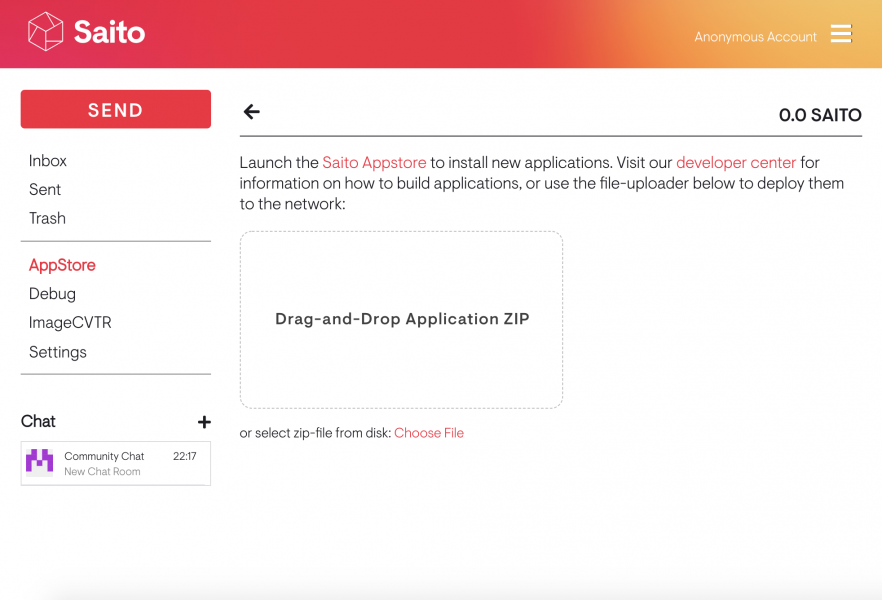 Saito
Anonymous Account
SEND
Inbox
Sent
Trash
AppStore
Debug
ImageCVTR
Settings
Chat
Community Chat 22:17
New Chat Room
0.0 SAITO
Launch the Saito Appstore to install new applications. Visit our developer center for
information on how to build applications, or use the file-uploader below to deploy them
to the network:
Drag-and-Drop Application ZIP
or select zip-file from disk: Choose File